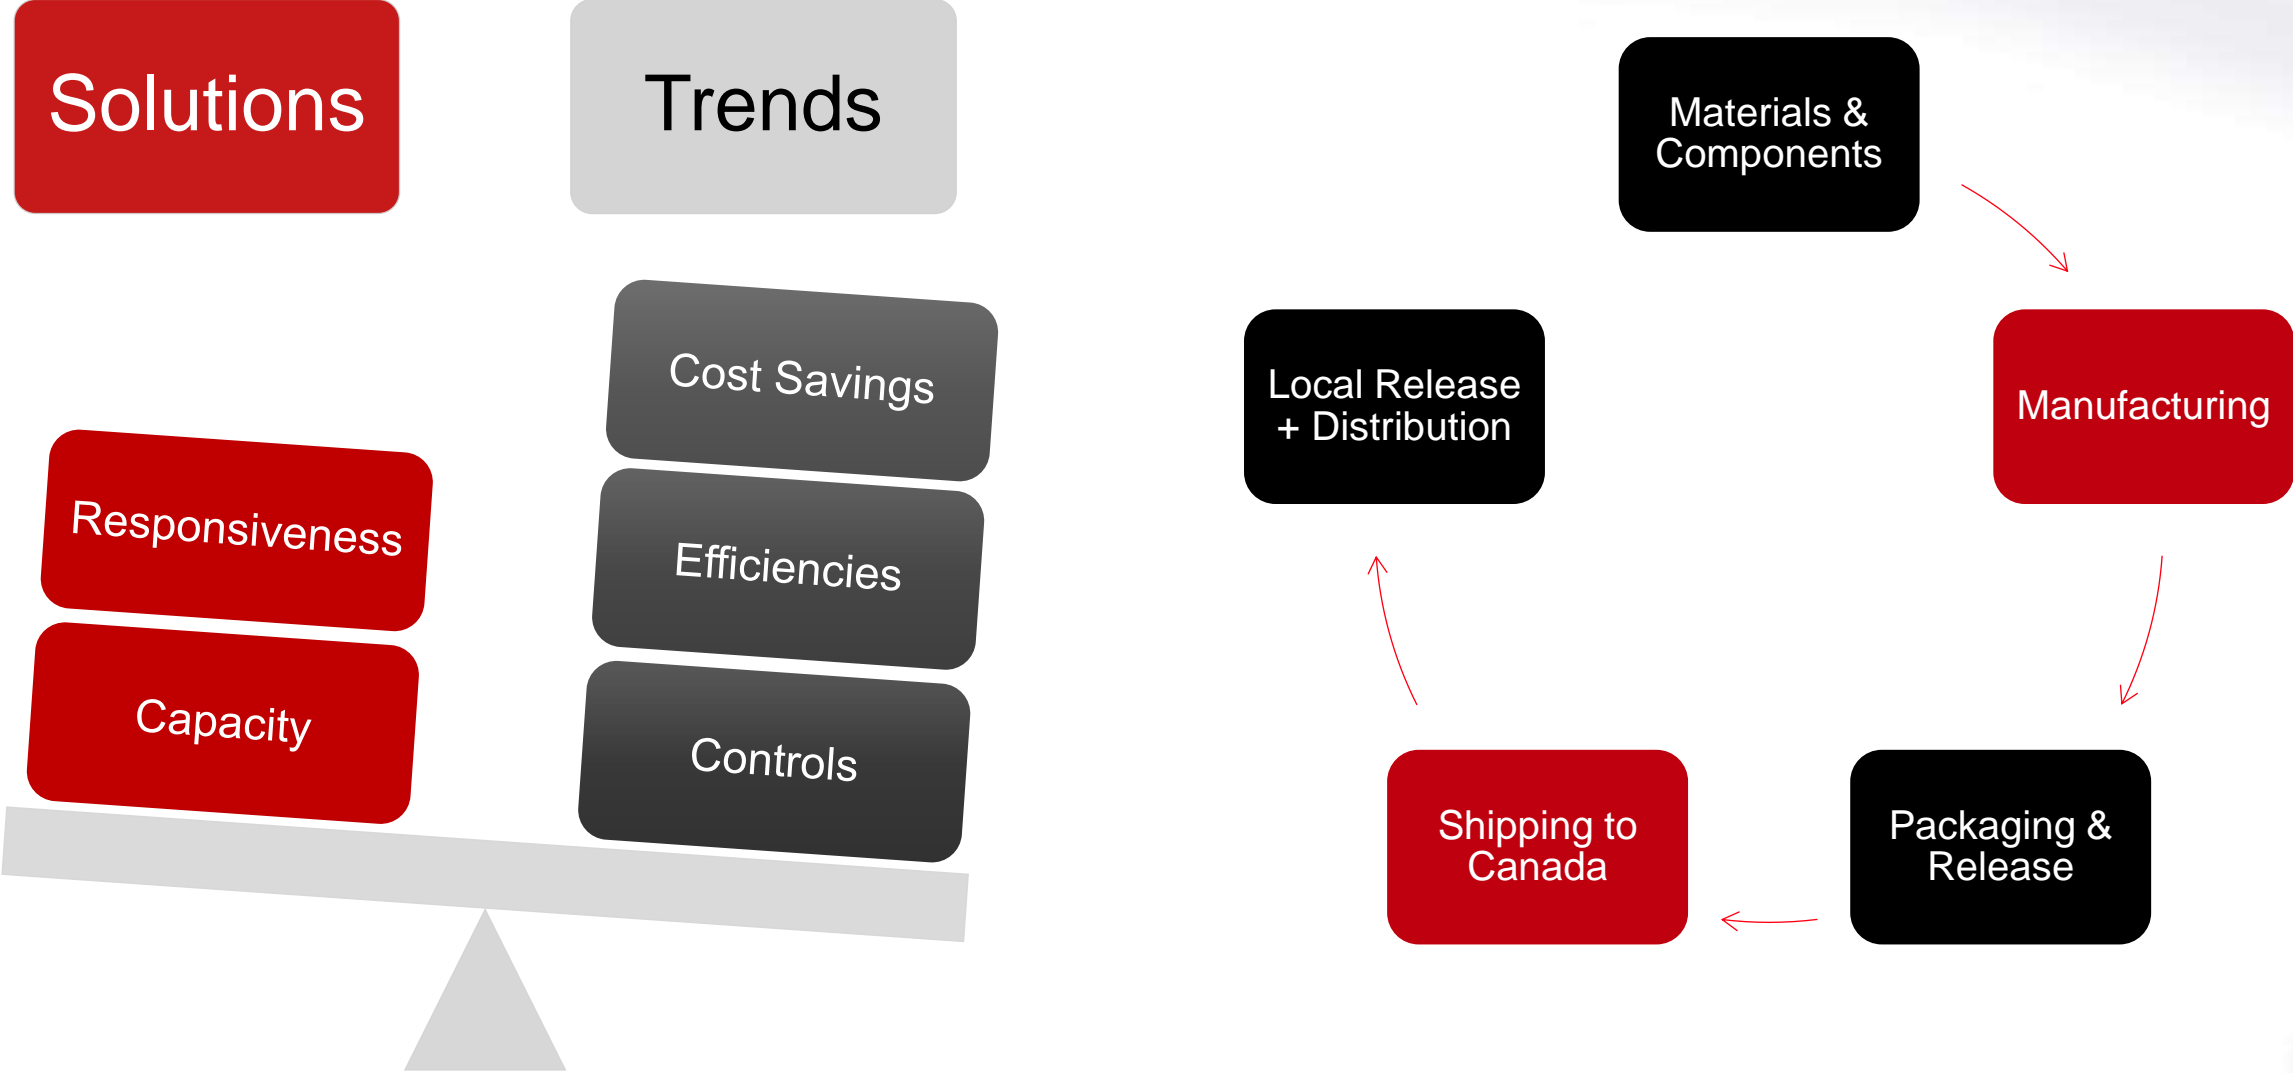 Solutions
Trends
Cost Savings
Responsiveness
Efficiencies
Capacity
Controls
Materials &
Components
Manufacturing
Packaging &
Release
Shipping to
Canada
Local Release
+ Distribution